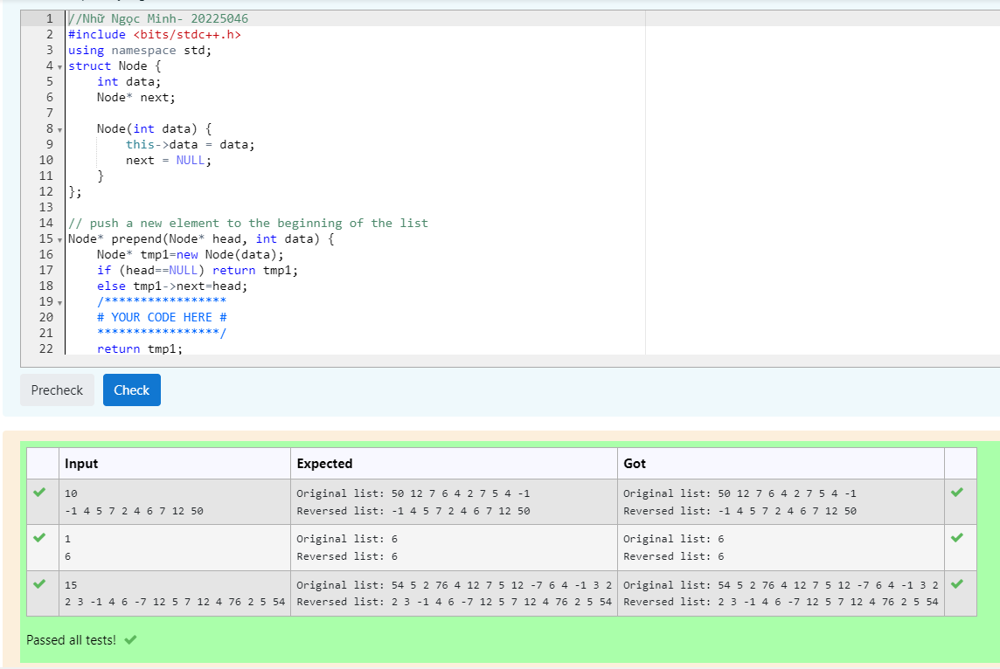 1 //Nhữ Ngọc Minh- 20225046
2 #include <bits/stdc++.h>
3 using namespace std;
4 struct Node {
5     int data;
6     Node* next;
7
8     Node(int data) {
9         this->data = data;
10         next = NULL;
11     }
12 };
13
14 // push a new element to the beginning of the list
15 Node* prepend(Node* head, int data) {
16     Node* tmp1=new Node(data);
17     if (head==NULL) return tmp1;
18     else tmp1->next=head;
19     /*****************
20     # YOUR CODE HERE #
21     *****************/
22     return tmp1;
Precheck Check
Input Expected Got
10 Original list: 50 12 7 6 4 2 7 5 4 -1 Original list: 50 12 7 6 4 2 7 5 4 -1
-1 4 5 7 2 4 6 7 12 50 Reversed list: -1 4 5 7 2 4 6 7 12 50 Reversed list: -1 4 5 7 2 4 6 7 12 50
1 Original list: 6 Original list: 6
6 Reversed list: 6 Reversed list: 6
15 Original list: 54 5 2 76 4 12 7 5 12 -7 6 4 -1 3 2 Original list: 54 5 2 76 4 12 7 5 12 -7 6 4 -1 3 2
2 3 -1 4 6 -7 12 5 7 12 4 76 2 5 54 Reversed list: 2 3 -1 4 6 -7 12 5 7 12 4 76 2 5 54 Reversed list: 2 3 -1 4 6 -7 12 5 7 12 4 76 2 5 54
Passed all tests!